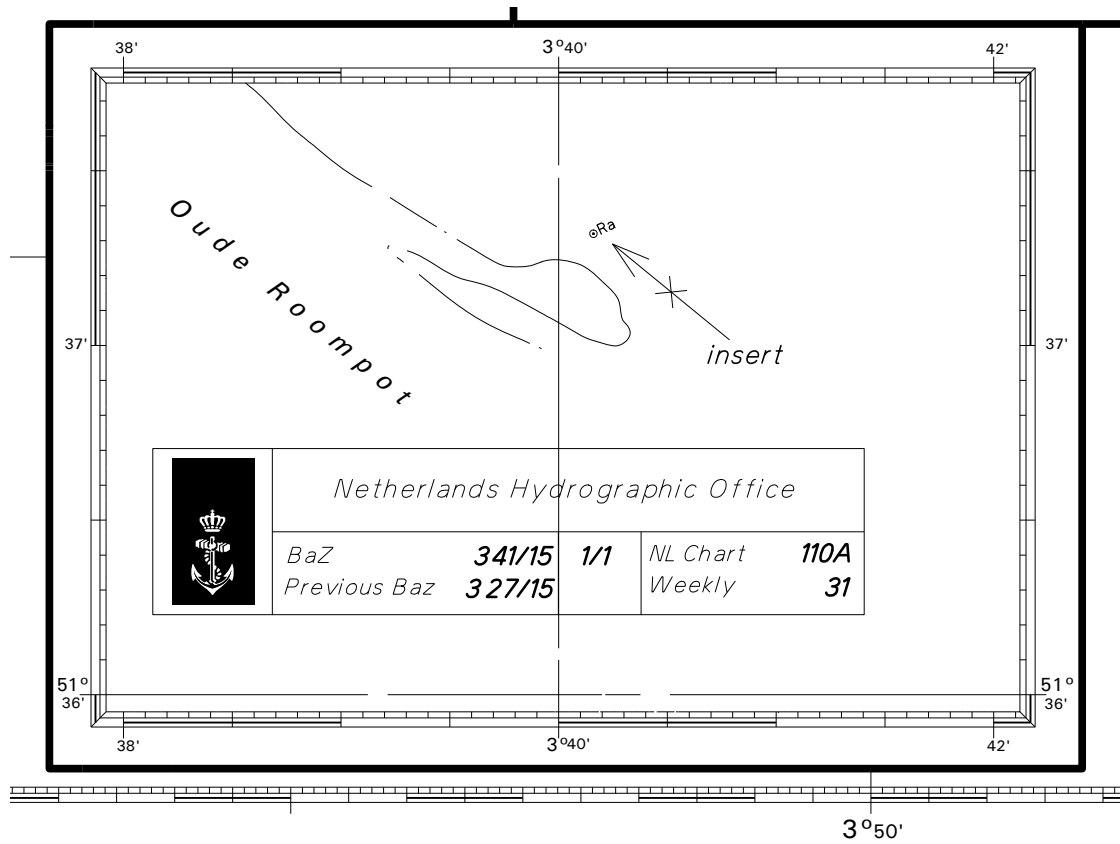 38' 3°40' 42'
Ra
Oude Roompot
37' 37'
insert
Netherlands Hydrographic Office
BaZ 341/15 1/1 NL Chart 110A
Previous Baz 327/15 Weekly 31
51° 51°
36' 36'
38' 3°40' 42'
3°50'